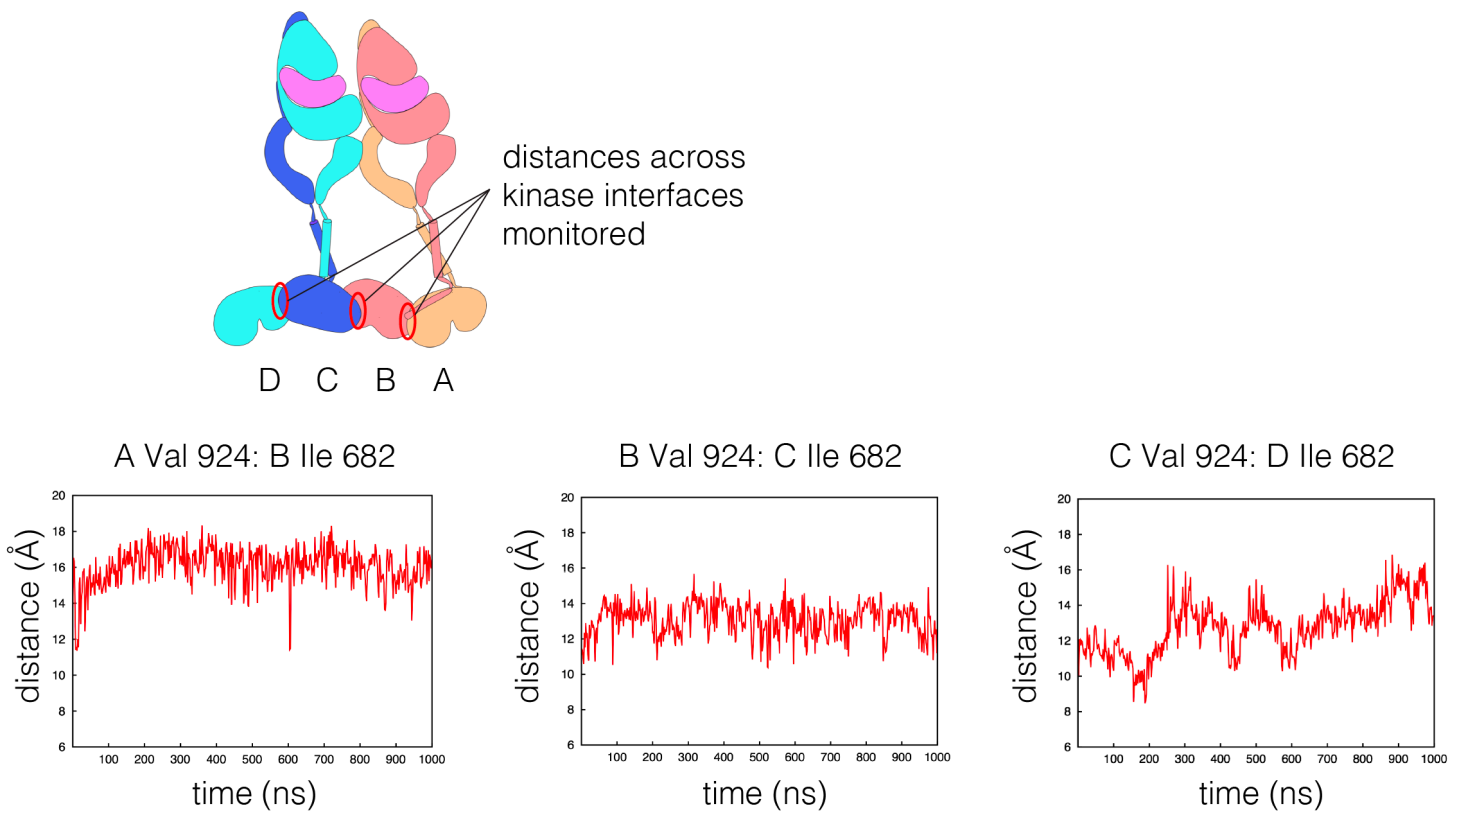 distances across
kinase interfaces
monitored
D C B A
A Val 924: B Ile 682
B Val 924: C Ile 682
C Val 924: D Ile 682
distance (Å)
20
18
16
14
12
10
8
6
100 200 300 400 500 600 700 800 900 1000
time (ns)
distance (Å)
20
18
16
14
12
10
8
6
100 200 300 400 500 600 700 800 900 1000
time (ns)
distance (Å)
20
18
16
14
12
10
8
6
100 200 300 400 500 600 700 800 900 1000
time (ns)